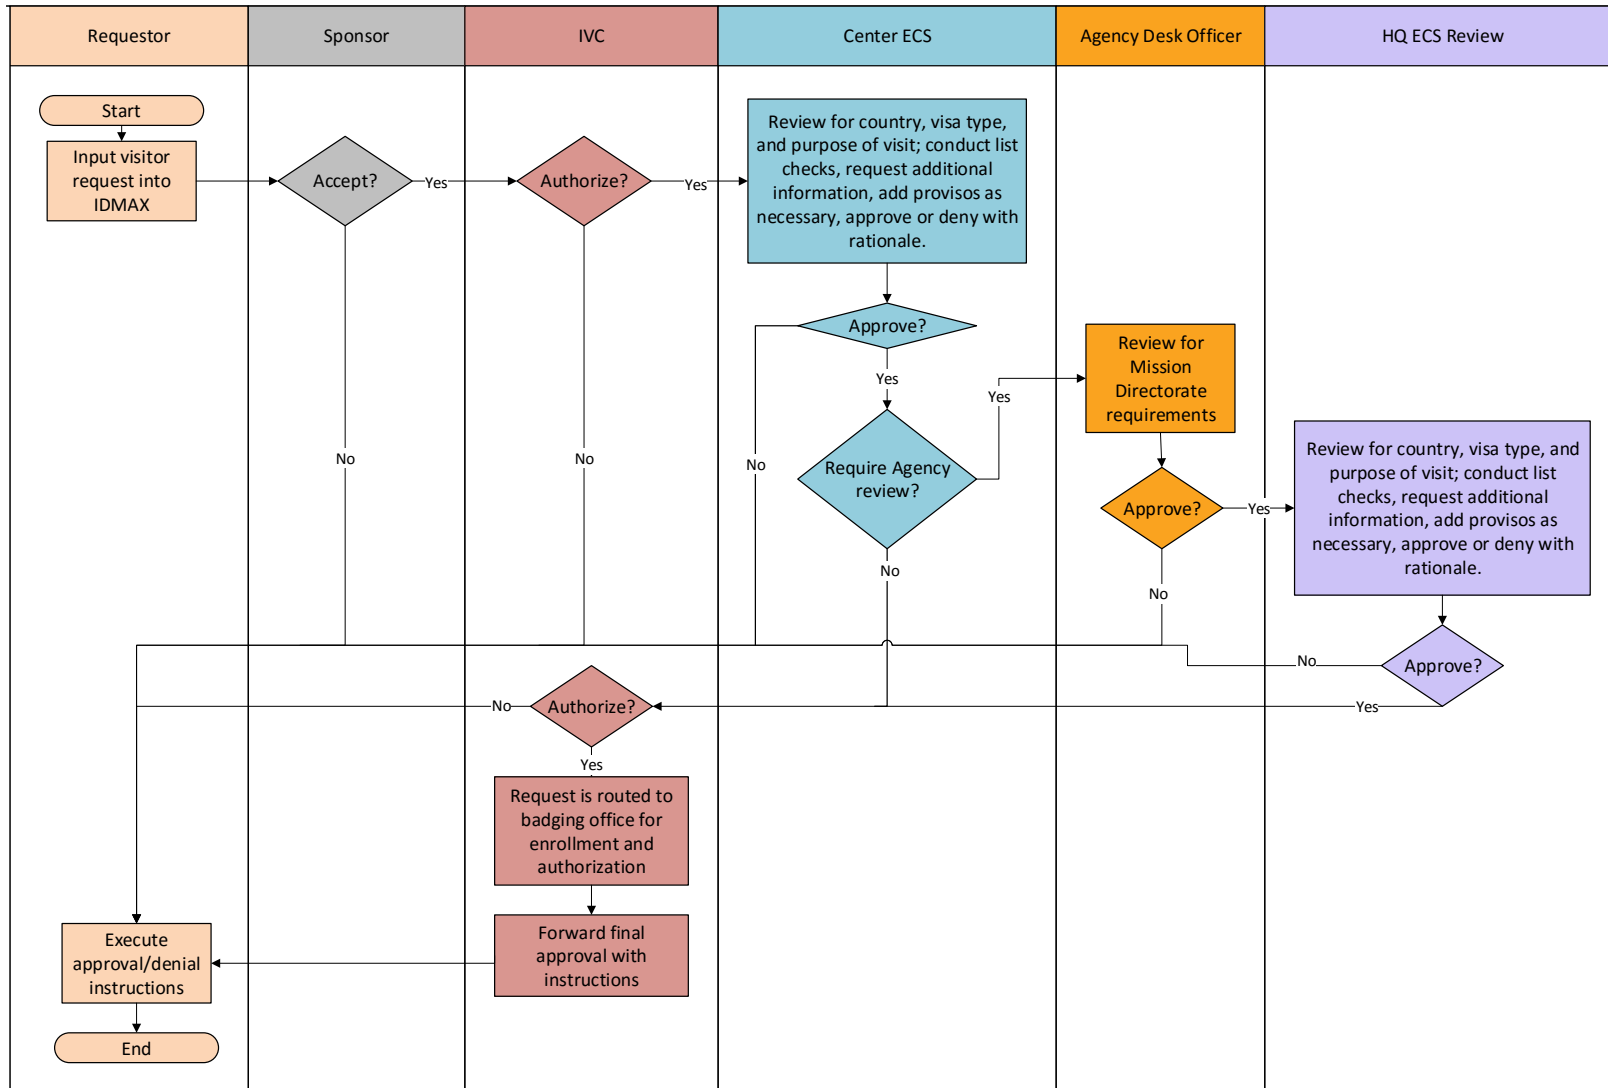 Requestor
Sponsor
IVC
Center ECS
Agency Desk Officer
HQ ECS Review
Start
Input visitor
request into
IDMAX
Accept?
Yes
No
Authorize?
Yes
No
Review for country, visa type,
and purpose of visit; conduct list
checks, request additional
information, add provisos as
necessary, approve or deny with
rationale.
Approve?
Yes
No
Require Agency
review?
Yes
No
Review for
Mission
Directorate
requirements
Approve?
Yes
No
Review for country, visa type, and
purpose of visit; conduct list
checks, request additional
information, add provisos as
necessary, approve or deny with
rationale.
Approve?
No
Yes
Authorize?
No
Yes
Request is routed to
badging office for
enrollment and
authorization
Forward final
approval with
instructions
Execute
approval/denial
instructions
End